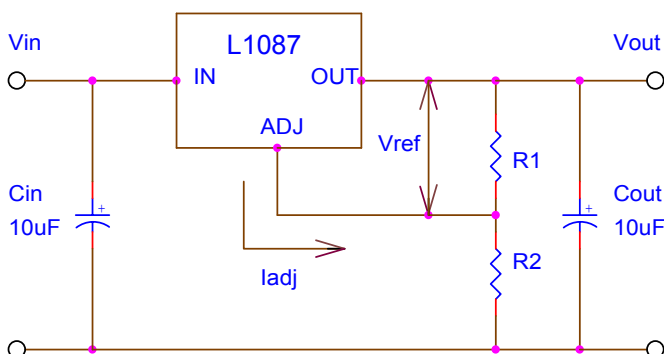 Vin
L1087
Vout
IN
OUT
ADJ
Vref
R1
Cin
+
10uF
+
Cout
10uF
R2
Iadj